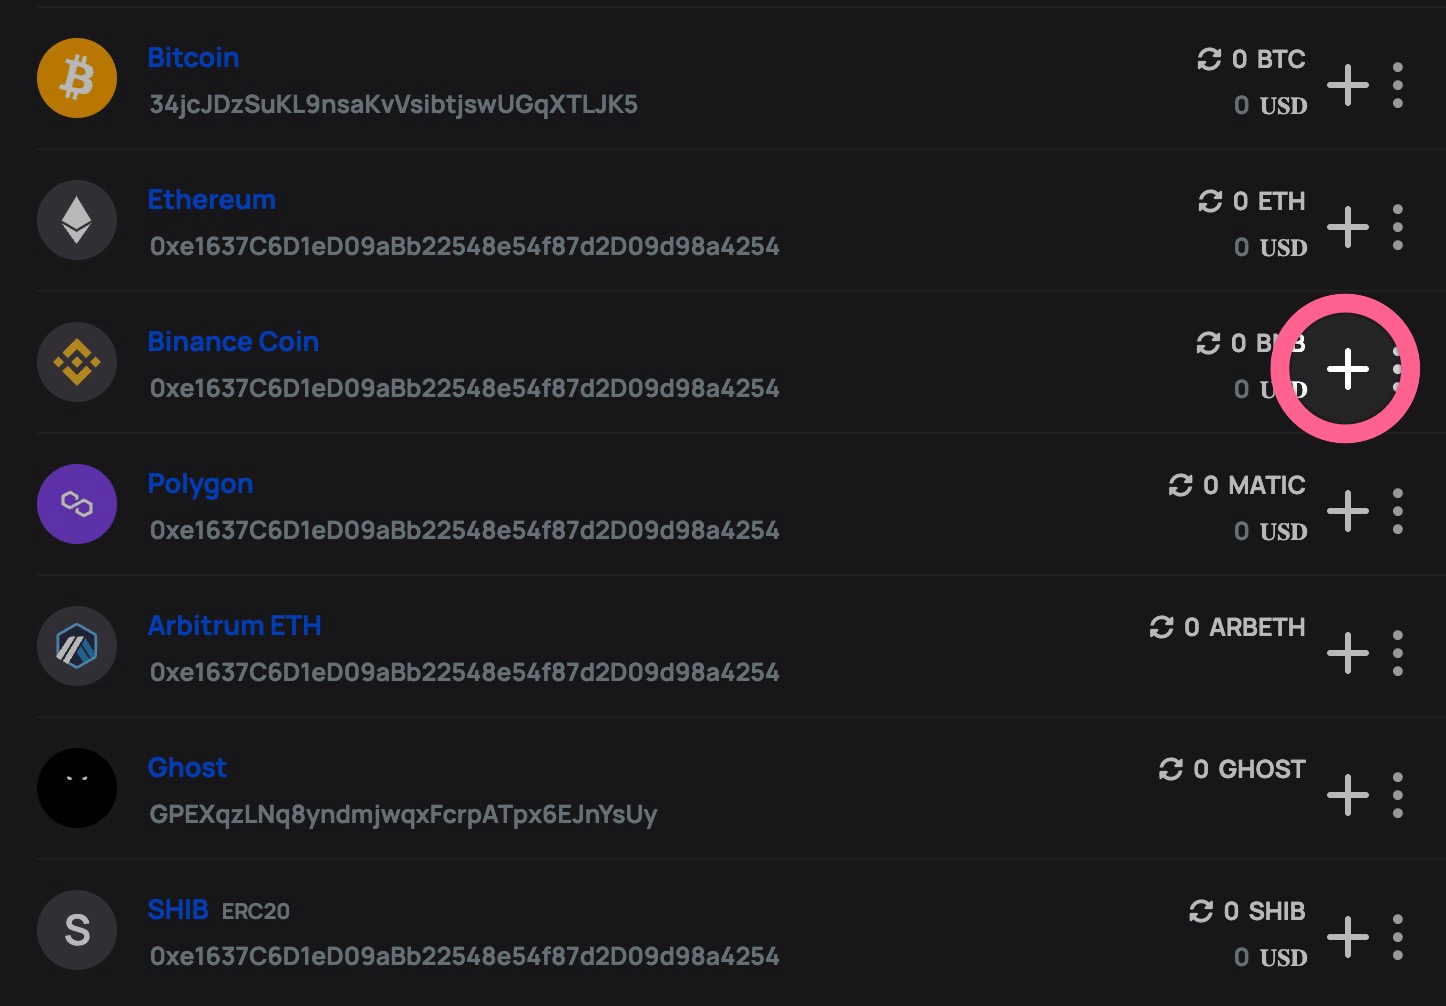 Bitcoin
0 BTC
34jcJDzSuKL9nsaKvVsibtjswUGqXTLJK5
0 USD
Ethereum
0 ETH
0xe1637C6D1eD09aBb22548e54f87d2D09d98a4254
0 USD
Binance Coin
0 BNB
0xe1637C6D1eD09aBb22548e54f87d2D09d98a4254
0 USD
Polygon
0 MATIC
0xe1637C6D1eD09aBb22548e54f87d2D09d98a4254
0 USD
Arbitrum ETH
0 ARBETH
0xe1637C6D1eD09aBb22548e54f87d2D09d98a4254
Ghost
0 GHOST
GPEXqzLNq8yndmjwqxFcrpATpx6EJnYsUy
S
SHIB ERC20
0 SHIB
0xe1637C6D1eD09aBb22548e54f87d2D09d98a4254
0 USD